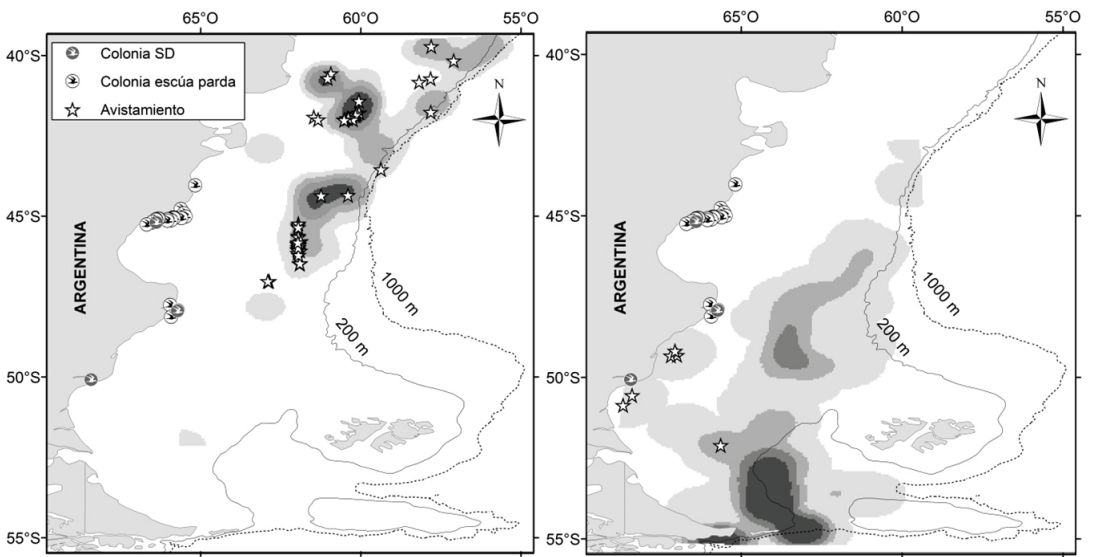 65°O 60°O 55°O
40°S
45°S
50°S
55°S
Colonia SD
Colonia escúa parda
Avistamiento
N
ARGENTINA
200 m
1000 m
65°O 60°O 55°O
40°S
45°S
50°S
55°S
N
ARGENTINA
200 m
1000 m